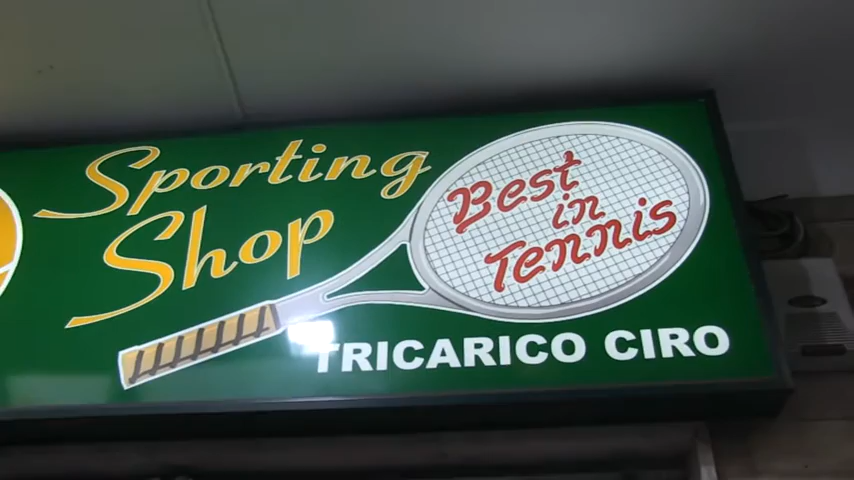 Sporting
Shop
Best
in
Tennis
TRICARICO CIRO